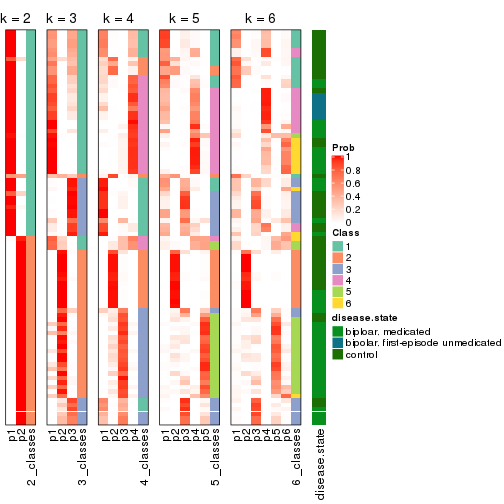 k = 2 k = 3 k = 4 k = 5 k = 6
Prob
1
0.8
0.6
0.4
0.2
0
Class
1
2
3
4
5
6
disease.state
biploar, medicated
bipolar, first-episode unmedicated
control
p1 p2 2_classes p1 p2 p3 3_classes p1 p2 p3 p4 4_classes p1 p2 p3 p4 p5 5_classes p1 p2 p3 p4 p5 p6 6_classes disease.state